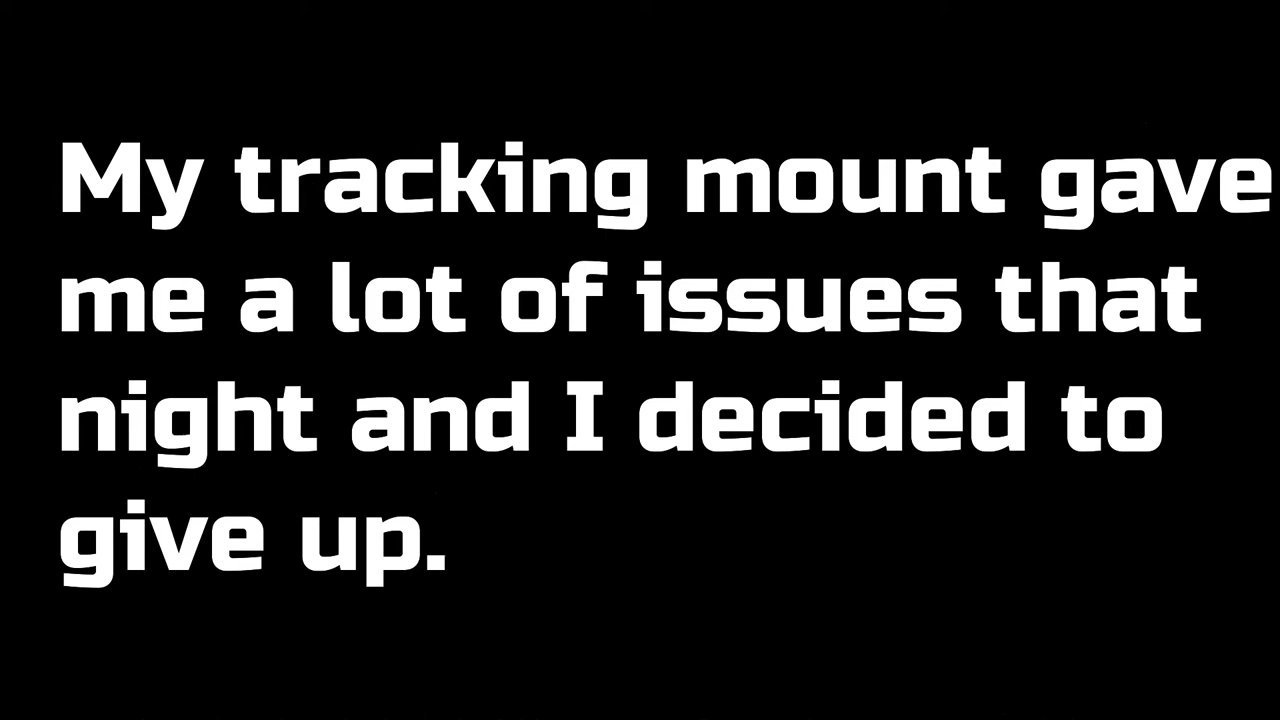 My tracking mount gave
me a lot of issues that
night and I decided to
give up.